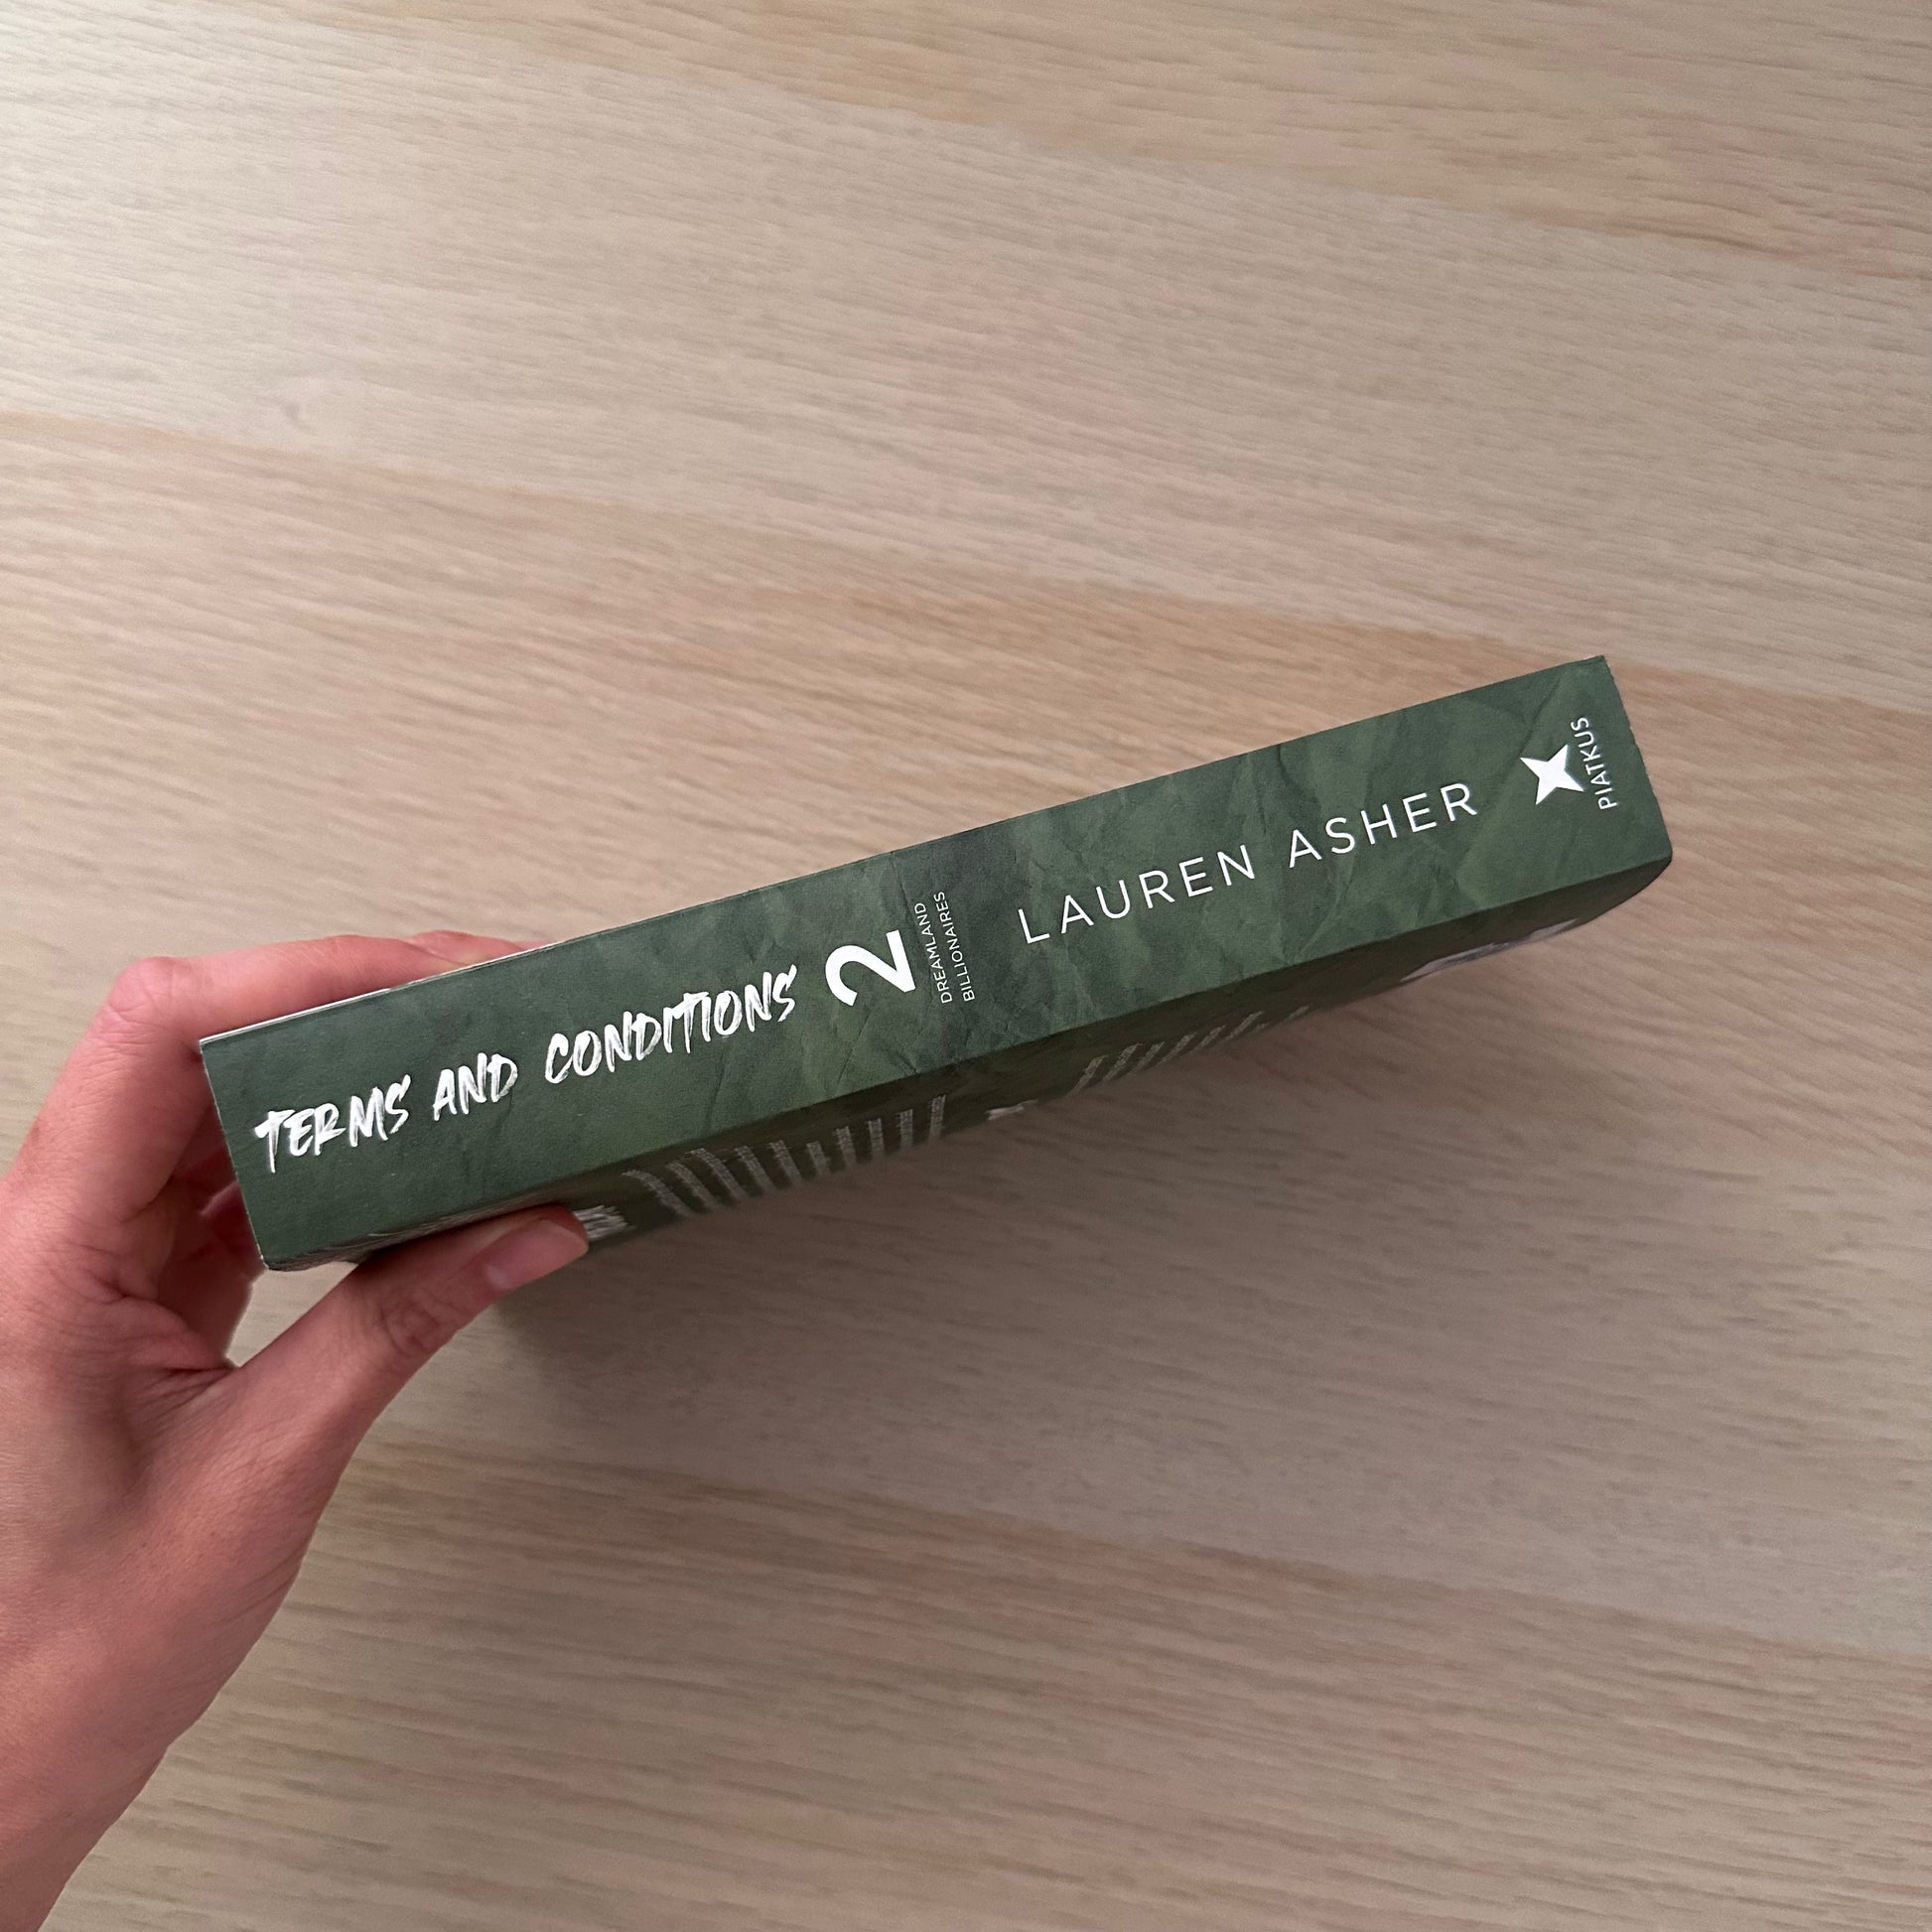 TERMS AND CONDITIONS
2
DREAMLAND
BILLIONAIRES
LAUREN ASHER
PIATKUS